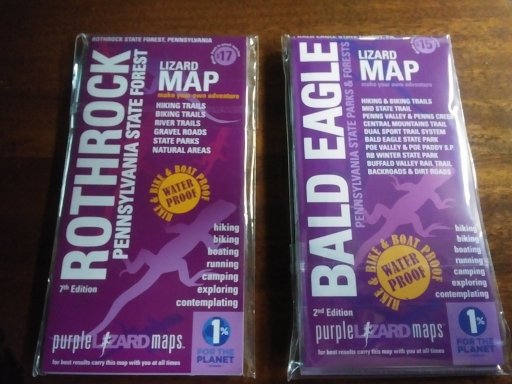 ROTHROCK STATE FOREST, PENNSYLVANIA
$17
ROTHROCK
PENNSYLVANIA STATE FOREST
LIZARD
MAP
make your own adventure
HIKING TRAILS
BIKING TRAILS
RIVER TRAILS
GRAVEL ROADS
STATE PARKS
NATURAL AREAS
HIKE & BIKE & BOAT PROOF
WATER
PROOF
hiking
biking
boating
running
camping
exploring
contemplating
7th Edition
purpleLIZARDmaps™
for best results carry this map with you at all times
1%
FOR THE
PLANET
BALD EAGLE STATE
$15
BALD EAGLE
PENNSYLVANIA STATE PARKS & FORESTS
LIZARD
MAP
make your own adventure
HIKING & BIKING TRAILS
MID STATE TRAIL
PENNS VALLEY & PENNS CREEK
CENTRAL MOUNTAINS TRAIL
DUAL SPORT TRAIL SYSTEM
BALD EAGLE STATE PARK
POE VALLEY & POE PADDY S.P.
RB WINTER STATE PARK
BUFFALO VALLEY RAIL TRAIL
BACKROADS & DIRT ROADS
HIKE & BIKE & BOAT PROOF
WATER
PROOF
hiking
biking
boating
running
camping
exploring
contemplating
2nd Edition
purpleLIZARDmaps™
for best results carry this map with you at all times
1%
FOR THE
PLANET